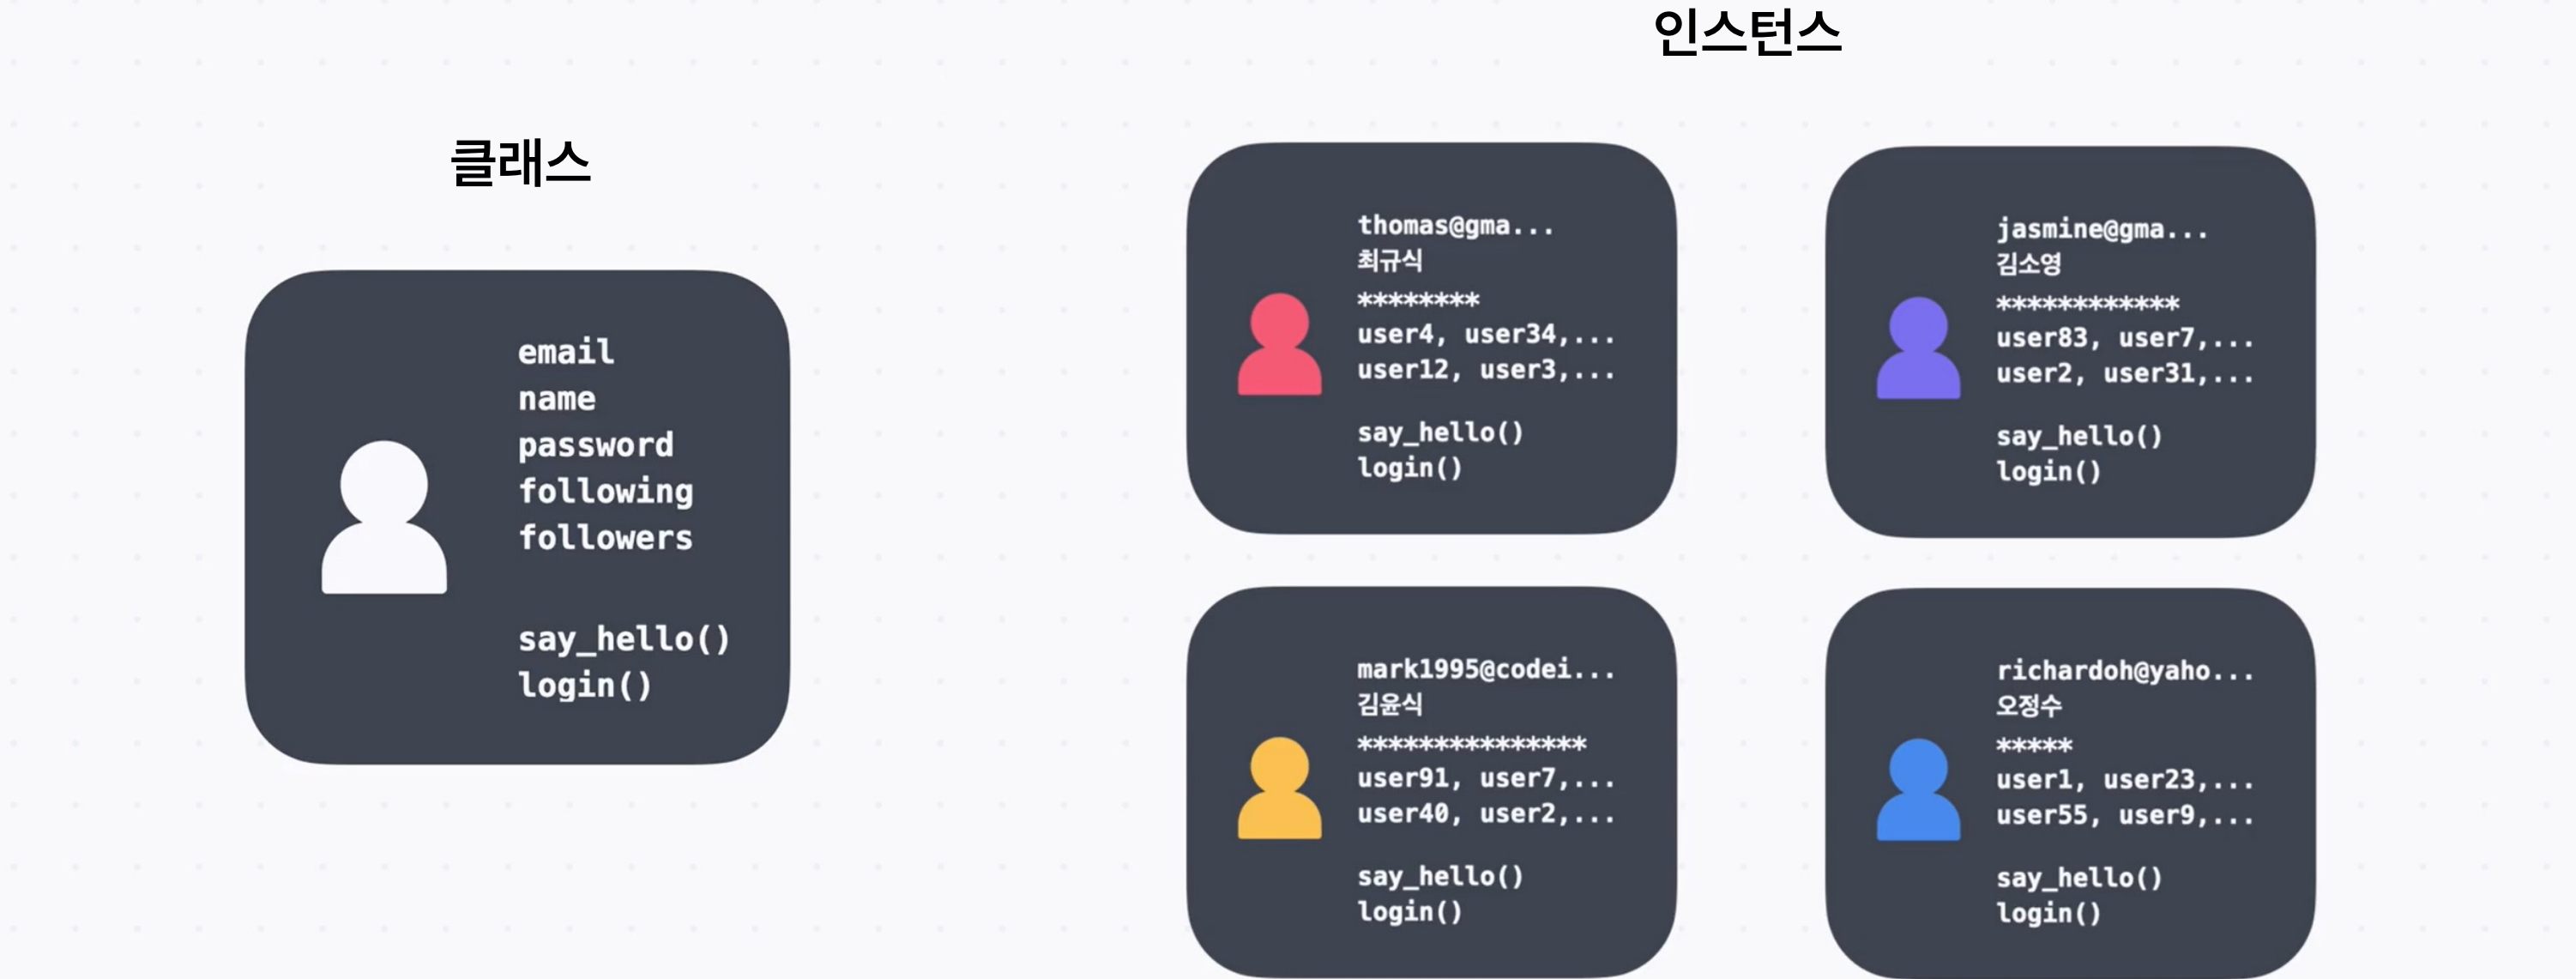 클래스
email
name
password
following
followers
say_hello()
login()
인스턴스
thomas@gma...
최규식
********
user4, user34,...
user12, user3,...
say_hello()
login()
jasmine@gma...
김소영
************
user83, user7,...
user2, user31,...
say_hello()
login()
mark1995@codei...
김윤식
***************
user91, user7,...
user40, user2,...
say_hello()
login()
richardoh@yaho...
오정수
*****
user1, user23,...
user55, user9,...
say_hello()
login()